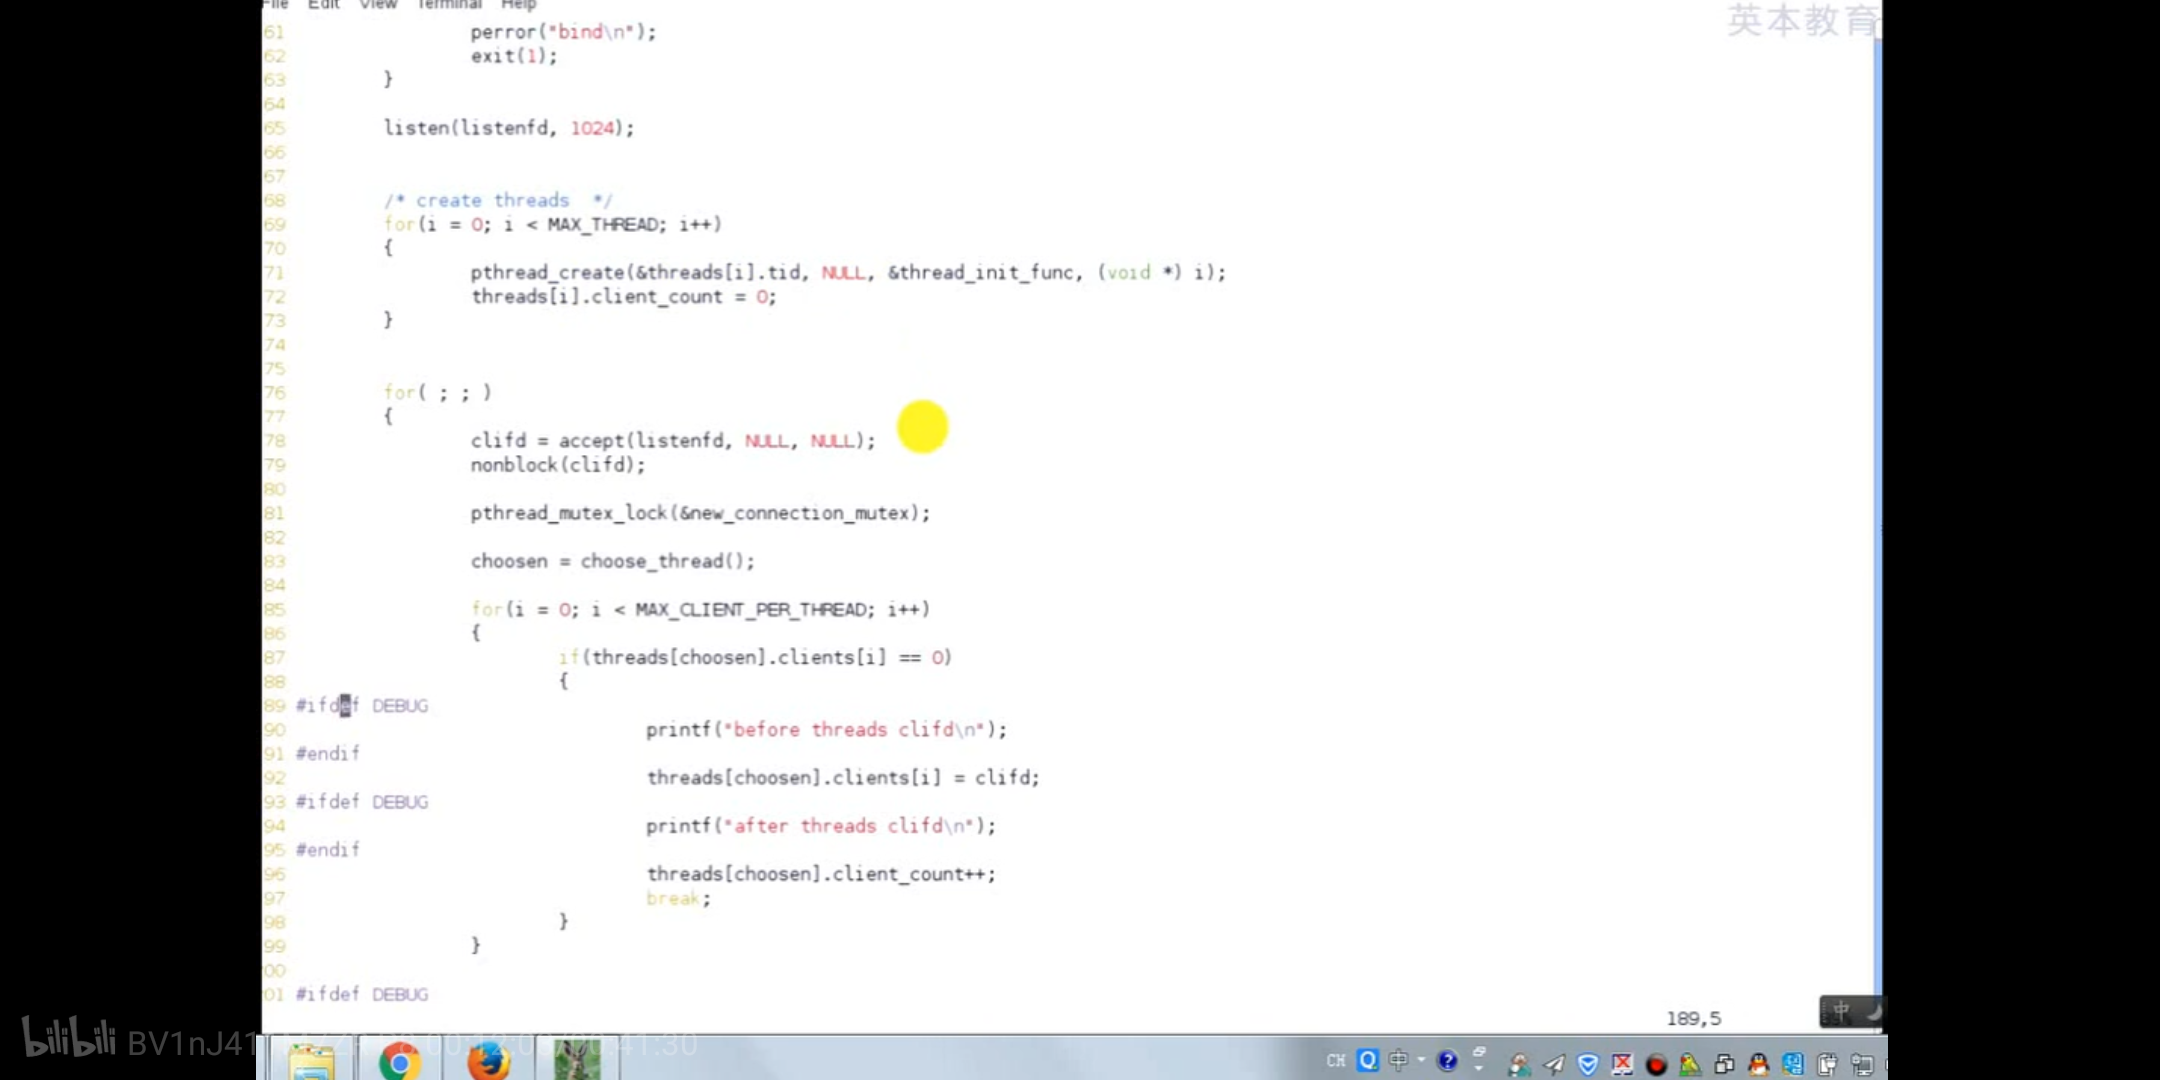 File Edit View Terminal Help
英本教育
61 perror("bind\n");
62 exit(1);
63 }
64
65 listen(listenfd, 1024);
66
67
68 /* create threads  */
69 for(i = 0; i < MAX_THREAD; i++)
70 {
71 pthread_create(&threads[i].tid, NULL, &thread_init_func, (void *) i);
72 threads[i].client_count = 0;
73 }
74
75
76 for( ; ; )
77 {
78 clifd = accept(listenfd, NULL, NULL);
79 nonblock(clifd);
80
81 pthread_mutex_lock(&new_connection_mutex);
82
83 choosen = choose_thread();
84
85 for(i = 0; i < MAX_CLIENT_PER_THREAD; i++)
86 {
87 if(threads[choosen].clients[i] == 0)
88 {
89 #ifdef DEBUG
90 printf("before threads clifd\n");
91 #endif
92 threads[choosen].clients[i] = clifd;
93 #ifdef DEBUG
94 printf("after threads clifd\n");
95 #endif
96 threads[choosen].client_count++;
97 break;
98 }
99 }
00
01 #ifdef DEBUG
189,5
中
bilibili BV1nJ41
41:30
CH 中